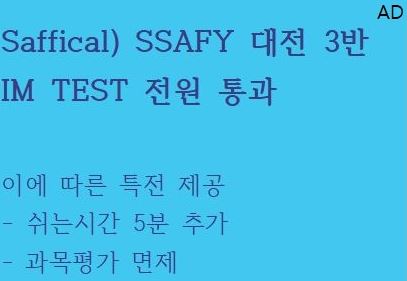 AD
Saffical) SSAFY 대전 3반
IM TEST 전원 통과
이에 따른 특전 제공
- 쉬는시간 5분 추가
- 과목평가 면제